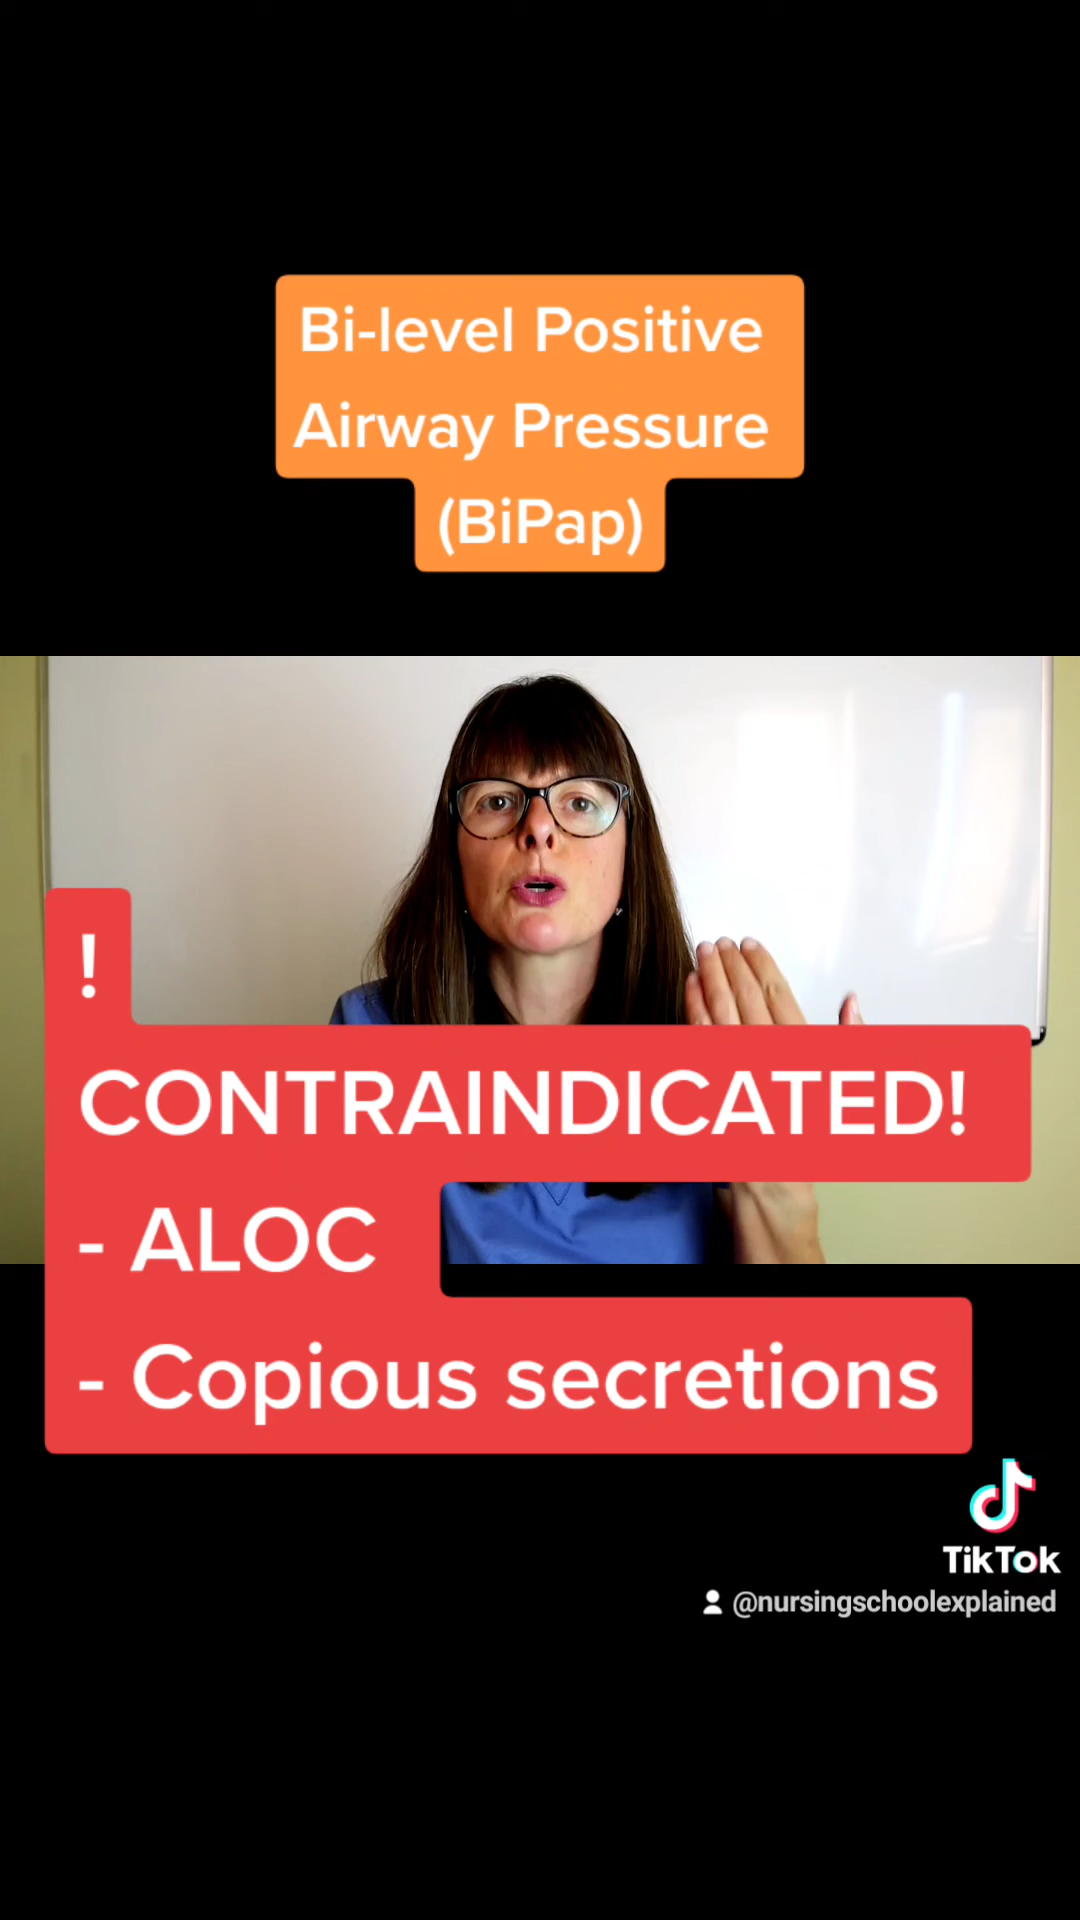 Bi-level Positive
Airway Pressure
(BiPap)
!
CONTRAINDICATED!
- ALOC
- Copious secretions
TikTok
@nursingschoolexplained